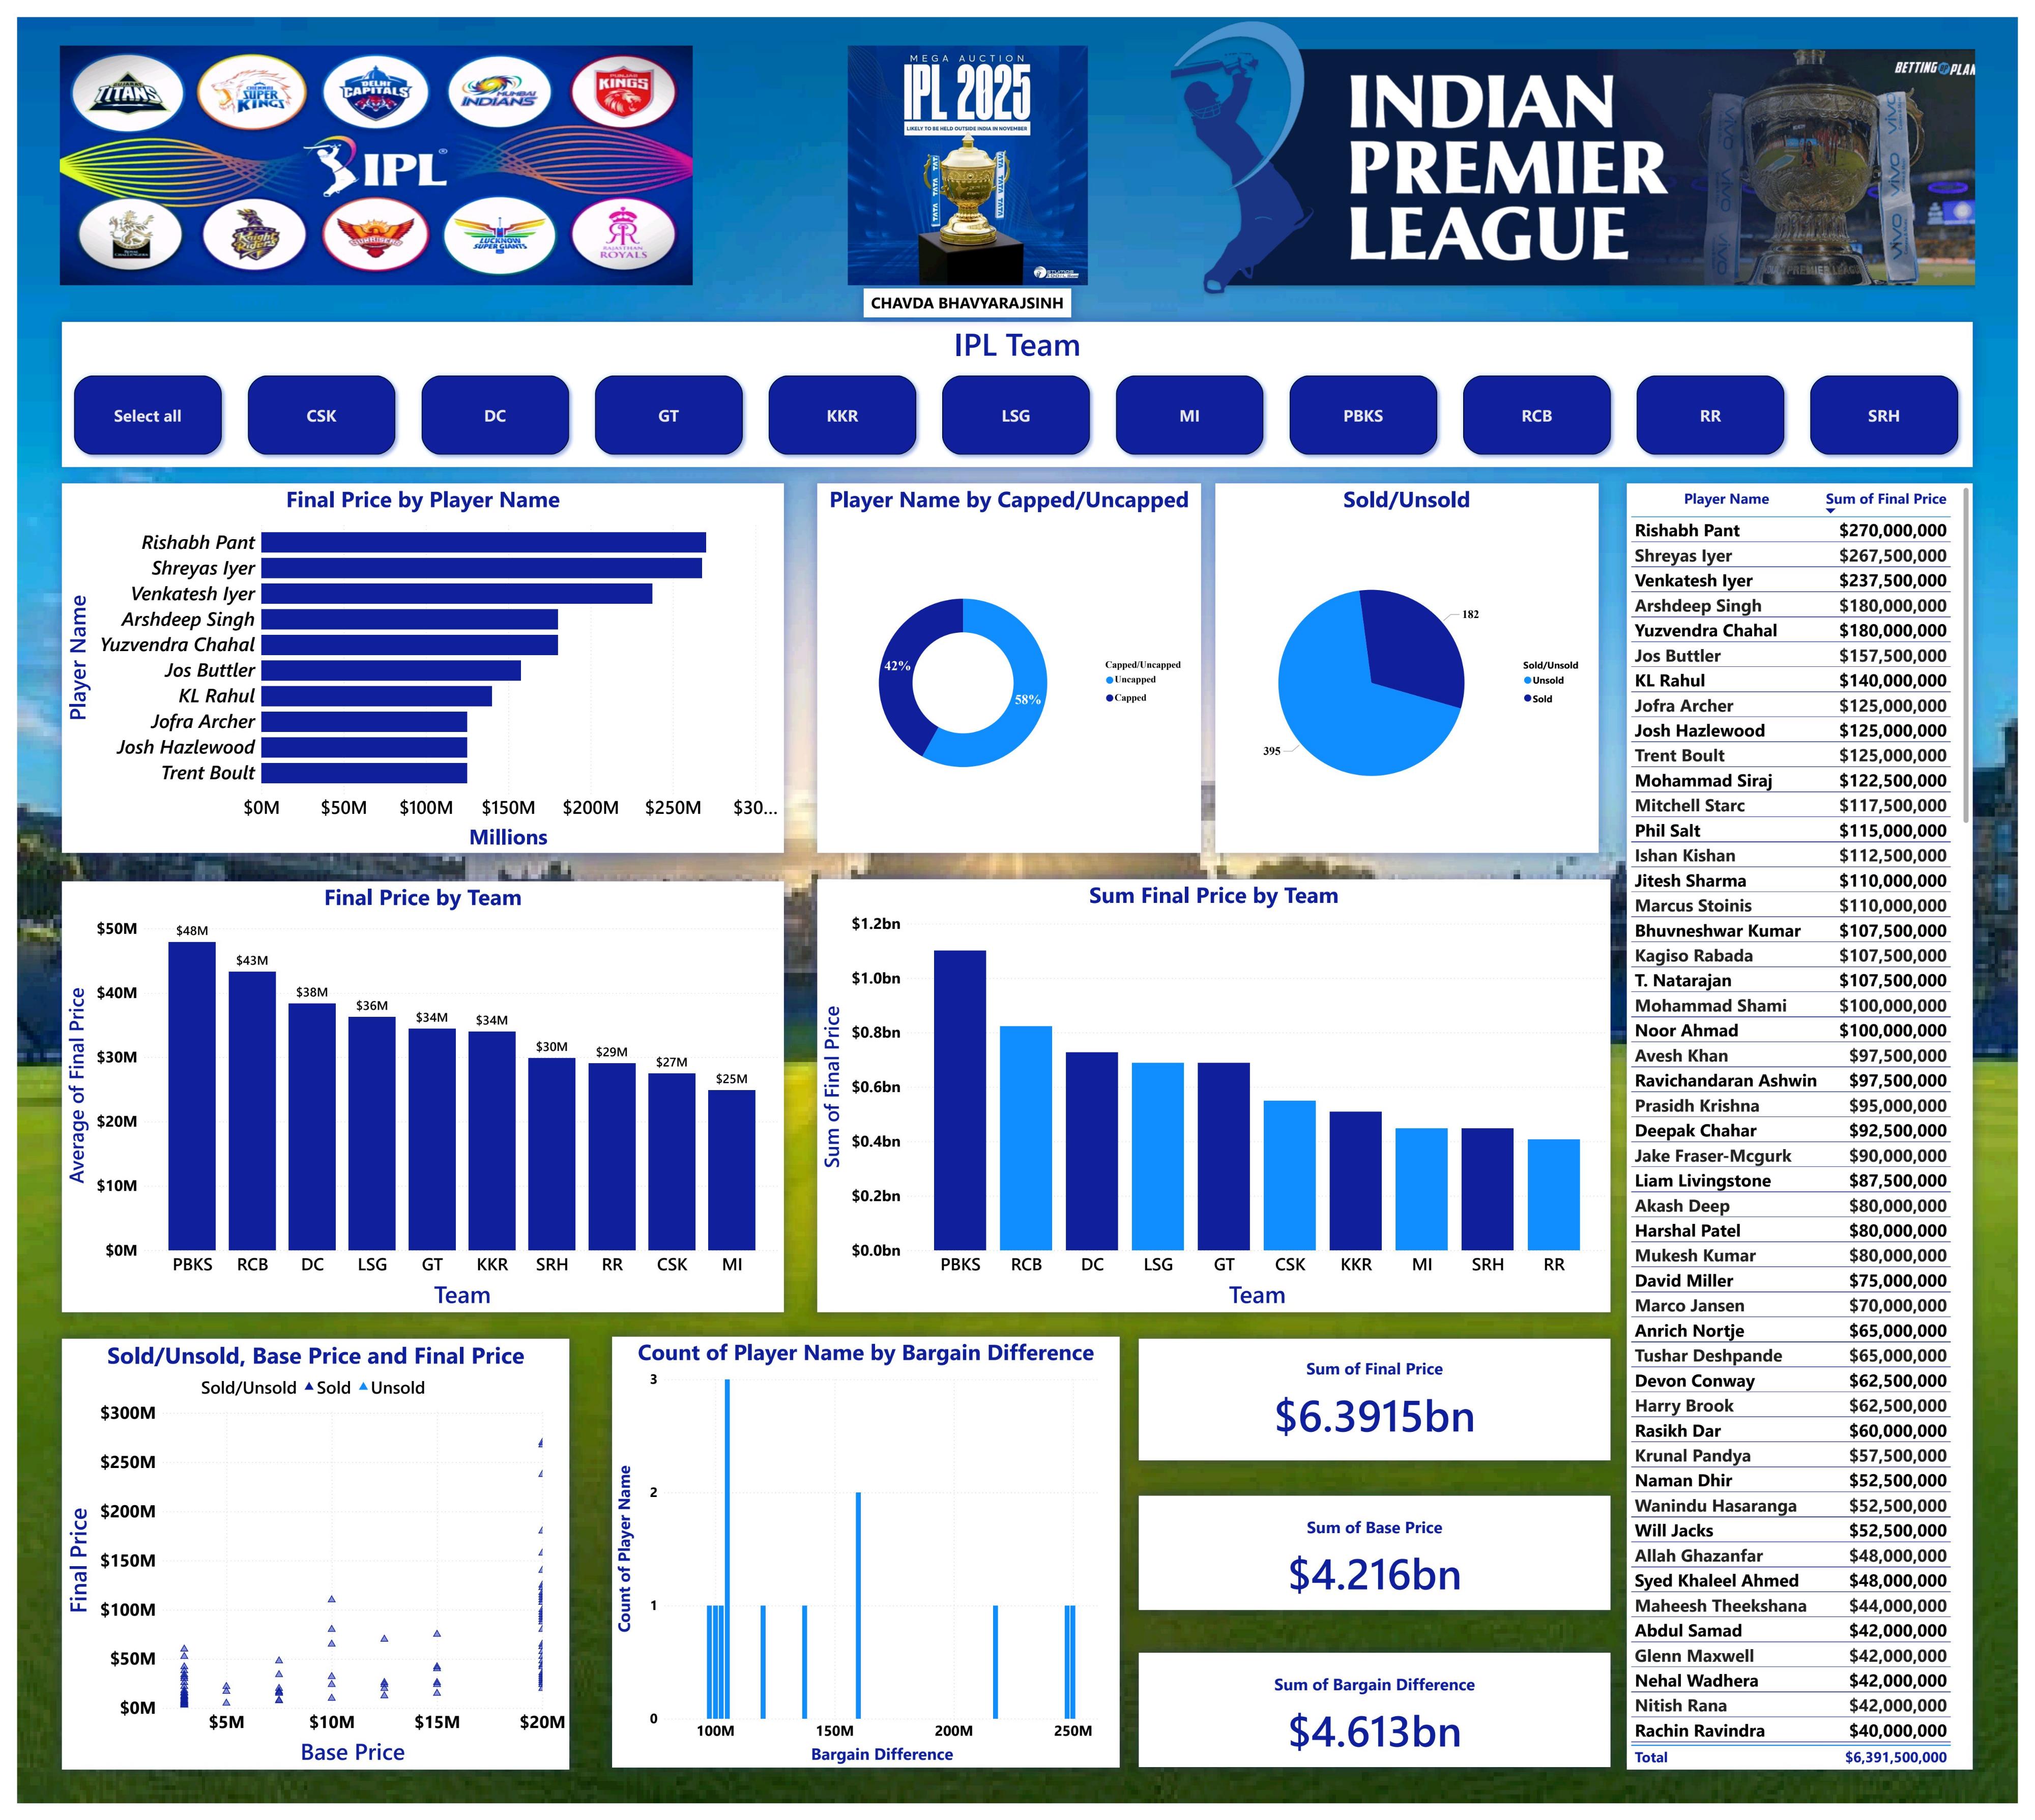 TITANS
CHENNAI
SUPER
KINGS
DELHI
CAPITALS
MUMBAI
INDIANS
PUNJAB
KINGS
IPL
Knight
Riders
SUNRISERS
LUCKNOW
SUPER GIANTS
RAJASTHAN
ROYALS
MEGA AUCTION
IPL 2025
LIKELY TO BE HELD OUTSIDE INDIA IN NOVEMBER
TATA TATA
TATA TATA TATA
CHAVDA BHAVYARAJSINH
BETTING PLAN
INDIAN
PREMIER
LEAGUE
VIVO
VIVO
VIVO
IPL Team
Select all
CSK
DC
GT
KKR
LSG
MI
PBKS
RCB
RR
SRH
Final Price by Player Name
Player Name
Rishabh Pant
Shreyas Iyer
Venkatesh Iyer
Arshdeep Singh
Yuzvendra Chahal
Jos Buttler
KL Rahul
Jofra Archer
Josh Hazlewood
Trent Boult
$0M $50M $100M $150M $200M $250M $30...
Millions
Player Name by Capped/Uncapped
42%
58%
Capped/Uncapped
Uncapped
Capped
Sold/Unsold
182
395
Sold/Unsold
Unsold
Sold
Final Price by Team
Average of Final Price
$50M
$40M
$30M
$20M
$10M
$0M
$48M
$43M
$38M
$36M
$34M
$34M
$30M
$29M
$27M
$25M
PBKS RCB DC LSG GT KKR SRH RR CSK MI
Team
Sum Final Price by Team
Sum of Final Price
$1.2bn
$1.0bn
$0.8bn
$0.6bn
$0.4bn
$0.2bn
$0.0bn
PBKS RCB DC LSG GT CSK KKR MI SRH RR
Team
Sold/Unsold, Base Price and Final Price
Sold/Unsold Sold Unsold
Final Price
$300M
$250M
$200M
$150M
$100M
$50M
$0M
$5M $10M $15M $20M
Base Price
Count of Player Name by Bargain Difference
Count of Player Name
3
2
1
0
100M 150M 200M 250M
Bargain Difference
Sum of Final Price
$6.3915bn
Sum of Base Price
$4.216bn
Sum of Bargain Difference
$4.613bn
Player Name Sum of Final Price
Rishabh Pant $270,000,000
Shreyas Iyer $267,500,000
Venkatesh Iyer $237,500,000
Arshdeep Singh $180,000,000
Yuzvendra Chahal $180,000,000
Jos Buttler $157,500,000
KL Rahul $140,000,000
Jofra Archer $125,000,000
Josh Hazlewood $125,000,000
Trent Boult $125,000,000
Mohammad Siraj $122,500,000
Mitchell Starc $117,500,000
Phil Salt $115,000,000
Ishan Kishan $112,500,000
Jitesh Sharma $110,000,000
Marcus Stoinis $110,000,000
Bhuvneshwar Kumar $107,500,000
Kagiso Rabada $107,500,000
T. Natarajan $107,500,000
Mohammad Shami $100,000,000
Noor Ahmad $100,000,000
Avesh Khan $97,500,000
Ravichandaran Ashwin $97,500,000
Prasidh Krishna $95,000,000
Deepak Chahar $92,500,000
Jake Fraser-Mcgurk $90,000,000
Liam Livingstone $87,500,000
Akash Deep $80,000,000
Harshal Patel $80,000,000
Mukesh Kumar $80,000,000
David Miller $75,000,000
Marco Jansen $70,000,000
Anrich Nortje $65,000,000
Tushar Deshpande $65,000,000
Devon Conway $62,500,000
Harry Brook $62,500,000
Rasikh Dar $60,000,000
Krunal Pandya $57,500,000
Naman Dhir $52,500,000
Wanindu Hasaranga $52,500,000
Will Jacks $52,500,000
Allah Ghazanfar $48,000,000
Syed Khaleel Ahmed $48,000,000
Maheesh Theekshana $44,000,000
Abdul Samad $42,000,000
Glenn Maxwell $42,000,000
Nehal Wadhera $42,000,000
Nitish Rana $42,000,000
Rachin Ravindra $40,000,000
Total $6,391,500,000